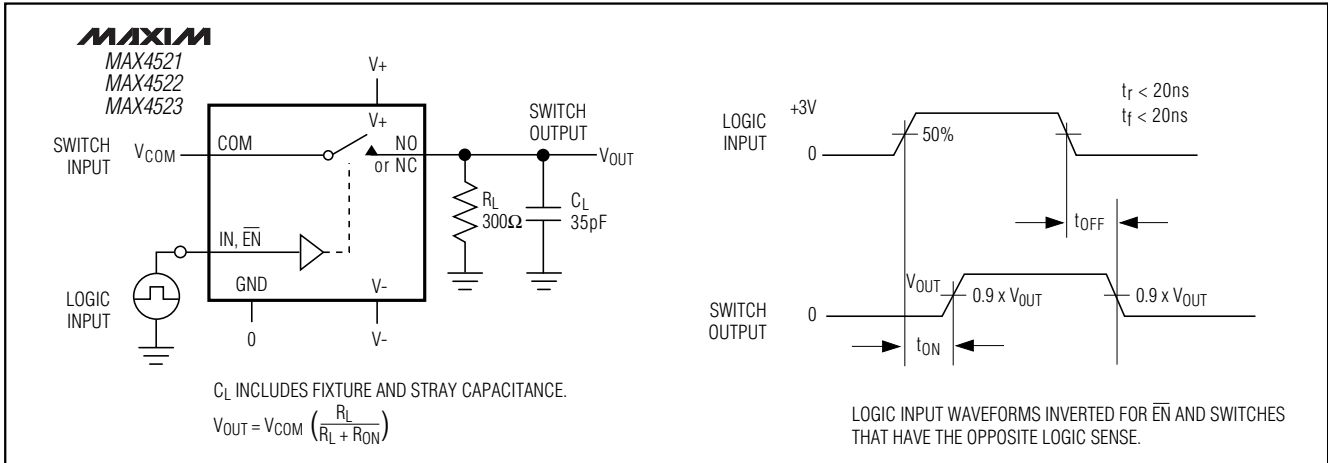 MAXIM
MAX4521
MAX4522
MAX4523
V+
V+
SWITCH
INPUT
VCOM
COM
NO
or NC
SWITCH
OUTPUT
VOUT
RL
300Ω
CL
35pF
IN, E̅N̅
LOGIC
INPUT
GND
V-
0
V-
CL INCLUDES FIXTURE AND STRAY CAPACITANCE.
VOUT = VCOM (RL / RL + RON)
LOGIC
INPUT
+3V
0
50%
tr < 20ns
tf < 20ns
tOFF
SWITCH
OUTPUT
VOUT
0
0.9 x VOUT
0.9 x VOUT
tON
LOGIC INPUT WAVEFORMS INVERTED FOR E̅N̅ AND SWITCHES
THAT HAVE THE OPPOSITE LOGIC SENSE.